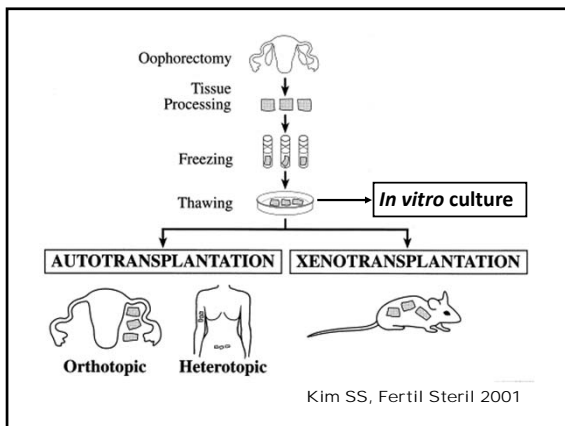 Oophorectomy
Tissue
Processing
Freezing
Thawing
In vitro culture
AUTOTRANSPLANTATION
XENOTRANSPLANTATION
Orthotopic
Heterotopic
Kim SS, Fertil Steril 2001